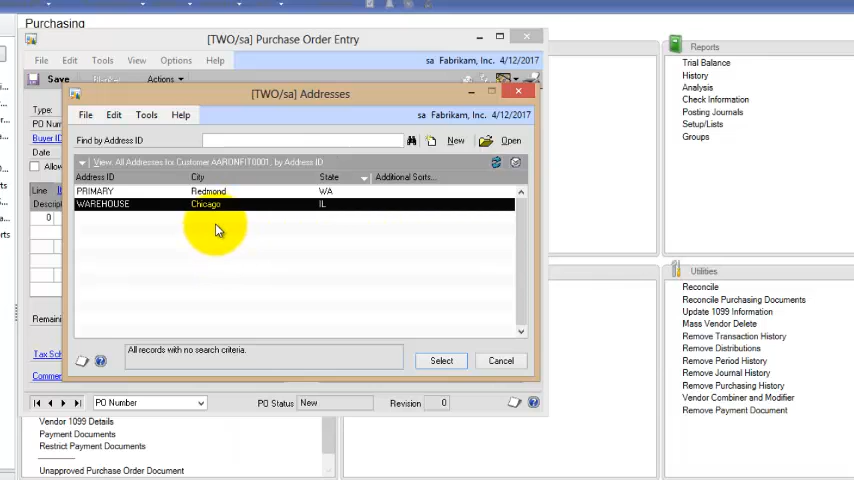 Purchasing
[TWO/sa] Purchase Order Entry
File Edit Tools View Options Help
sa Fabrikam, Inc. 4/12/2017
Save
Actions
Type:
PO Num
Buyer ID
Date
Allow
Line
Descrip
0
Remaini
Tax Sch
Commen
[TWO/sa] Addresses
File Edit Tools Help
sa Fabrikam, Inc. 4/12/2017
Find by Address ID
New
Open
View: All Addresses for Customer AARONFIT0001, by Address ID
Address ID City State Additional Sorts...
PRIMARY Redmond WA
WAREHOUSE Chicago IL
All records with no search criteria.
Select
Cancel
PO Number
PO Status New
Revision 0
Vendor 1099 Details
Payment Documents
Restrict Payment Documents
Unapproved Purchase Order Document
Reports
Trial Balance
History
Analysis
Check Information
Posting Journals
Setup/Lists
Groups
Utilities
Reconcile
Reconcile Purchasing Documents
Update 1099 Information
Mass Vendor Delete
Remove Transaction History
Remove Distributions
Remove Period History
Remove Journal History
Remove Purchasing History
Vendor Combiner and Modifier
Remove Payment Document